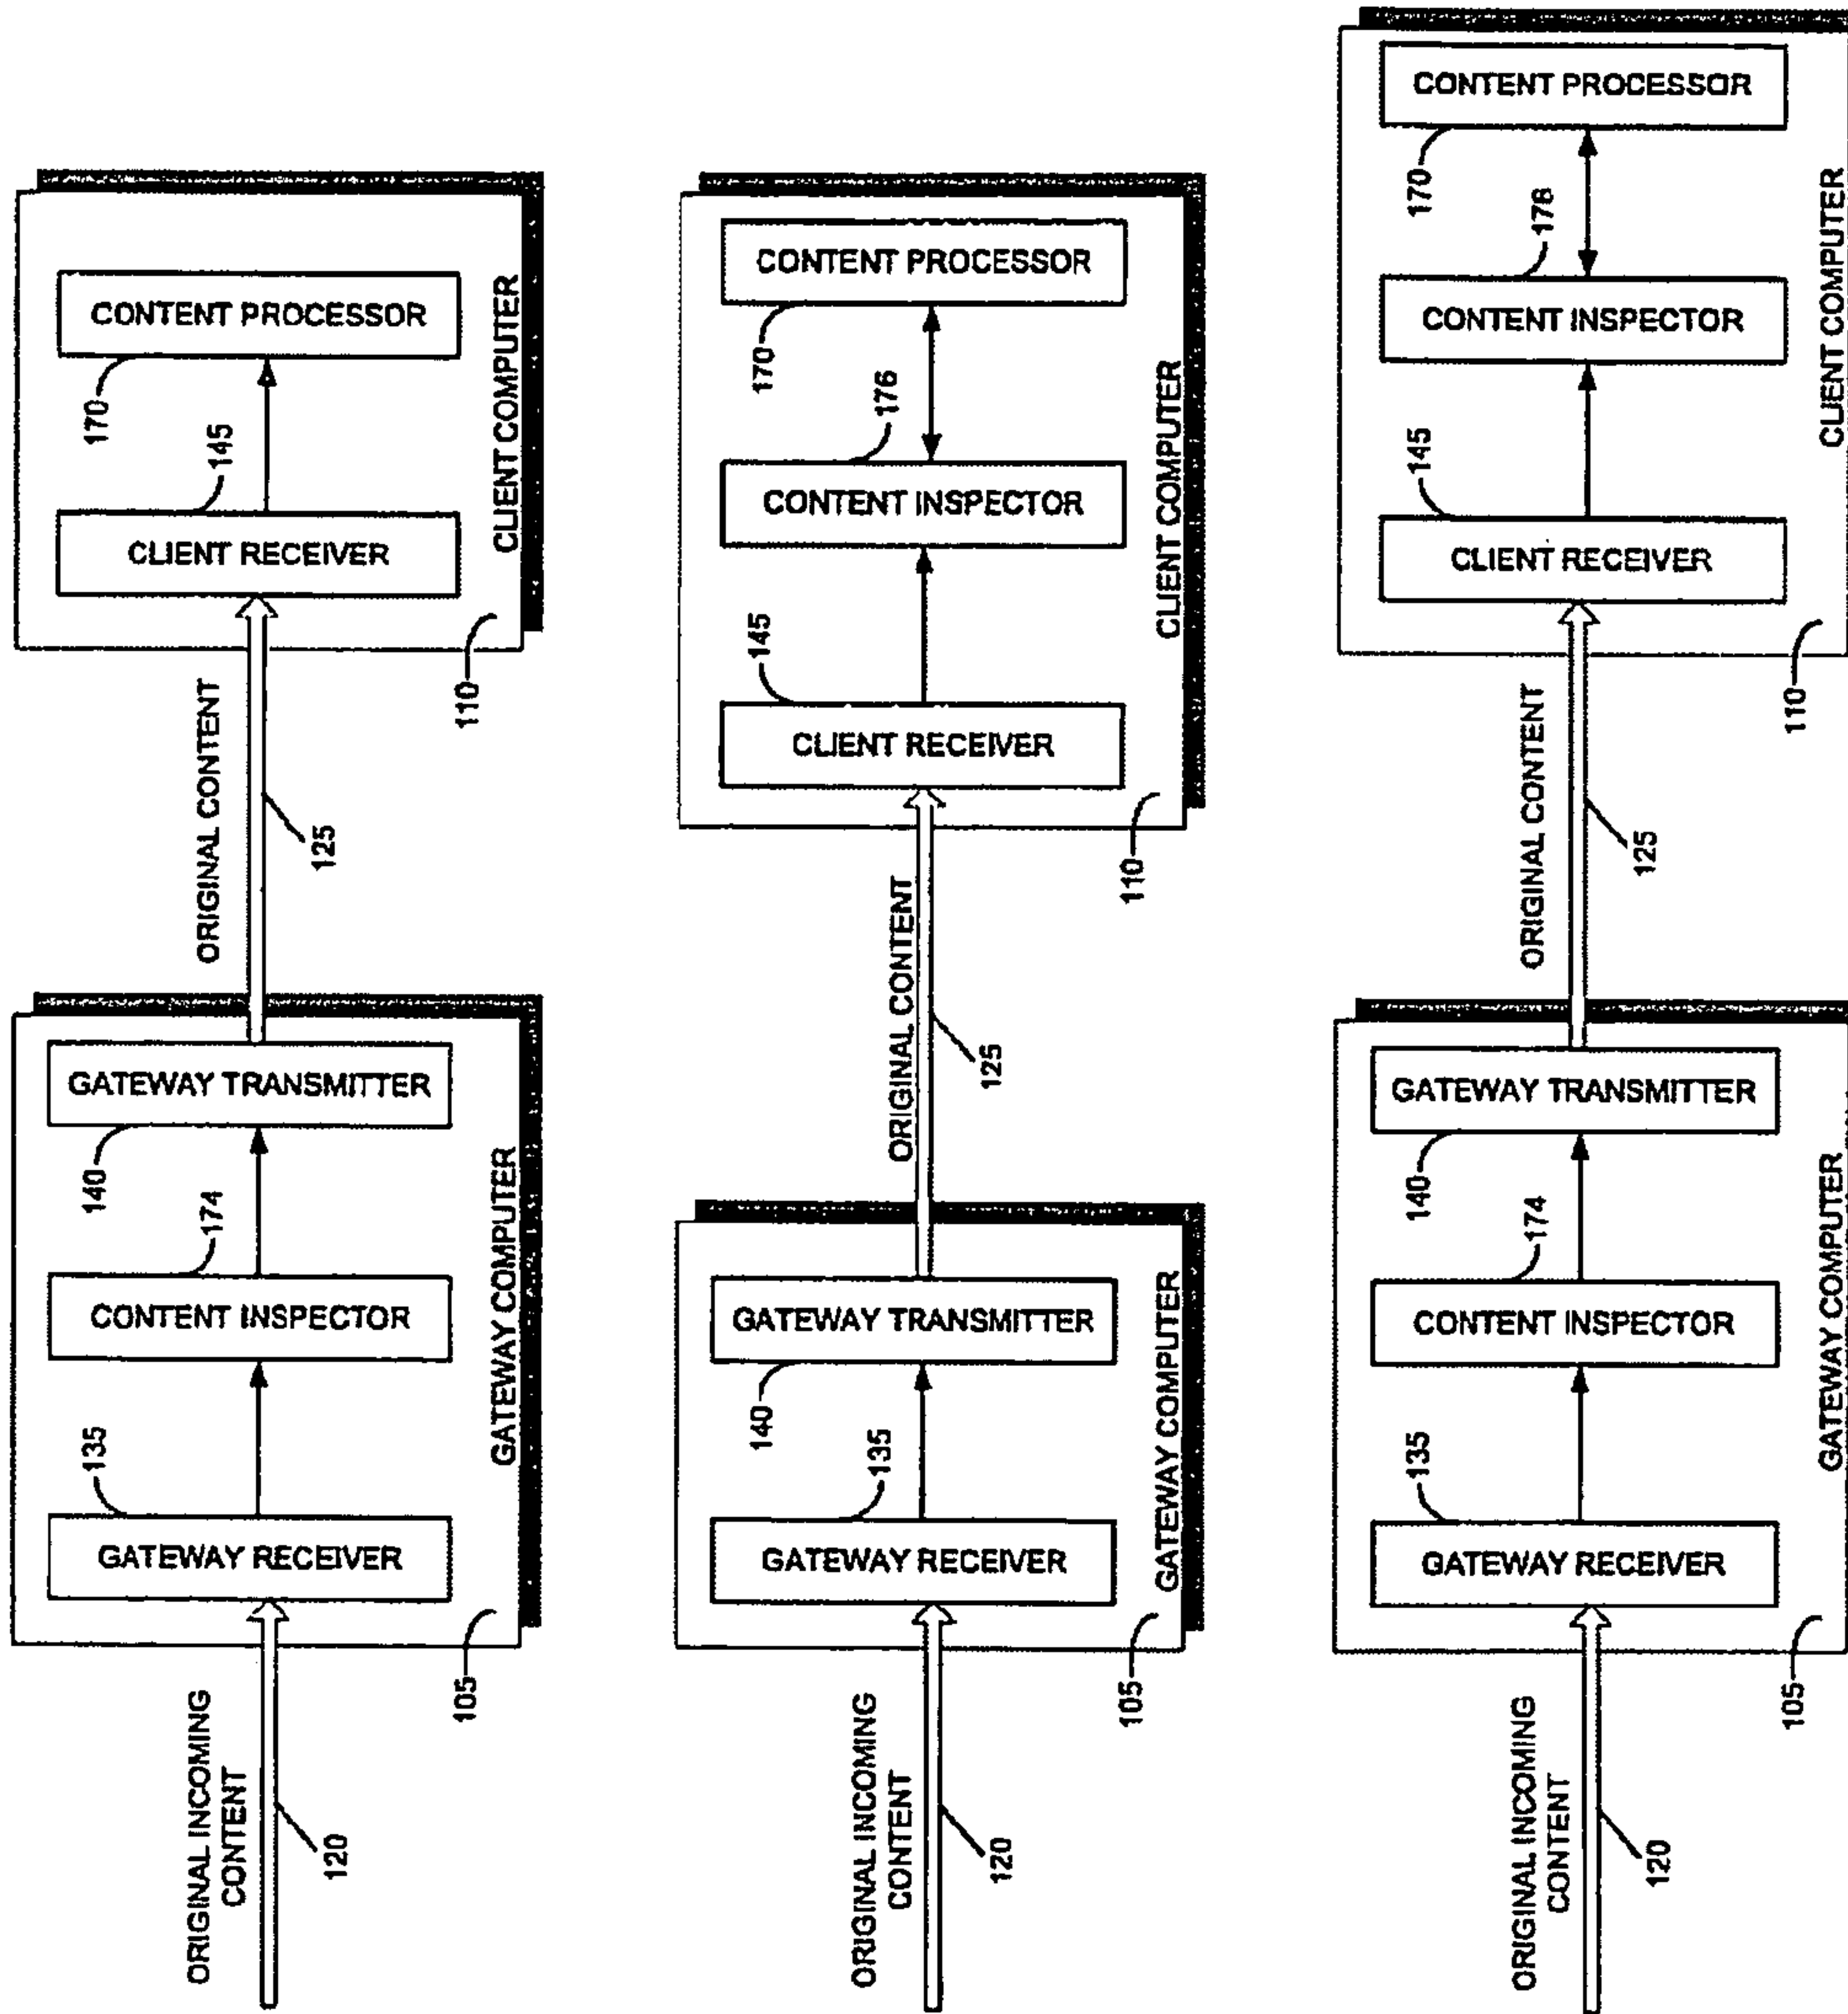 ORIGINAL INCOMING
CONTENT
120
GATEWAY RECEIVER
135
CONTENT INSPECTOR
174
GATEWAY TRANSMITTER
140
GATEWAY COMPUTER
105
ORIGINAL CONTENT
125
CLIENT RECEIVER
145
CONTENT PROCESSOR
170
CLIENT COMPUTER
110
ORIGINAL INCOMING
CONTENT
120
GATEWAY RECEIVER
135
GATEWAY TRANSMITTER
140
GATEWAY COMPUTER
105
ORIGINAL CONTENT
125
CLIENT RECEIVER
145
CONTENT INSPECTOR
176
CONTENT PROCESSOR
170
CLIENT COMPUTER
110
ORIGINAL INCOMING
CONTENT
120
GATEWAY RECEIVER
135
CONTENT INSPECTOR
174
GATEWAY TRANSMITTER
140
GATEWAY COMPUTER
105
ORIGINAL CONTENT
125
CLIENT RECEIVER
145
CONTENT INSPECTOR
CONTENT PROCESSOR
170
CLIENT COMPUTER
110